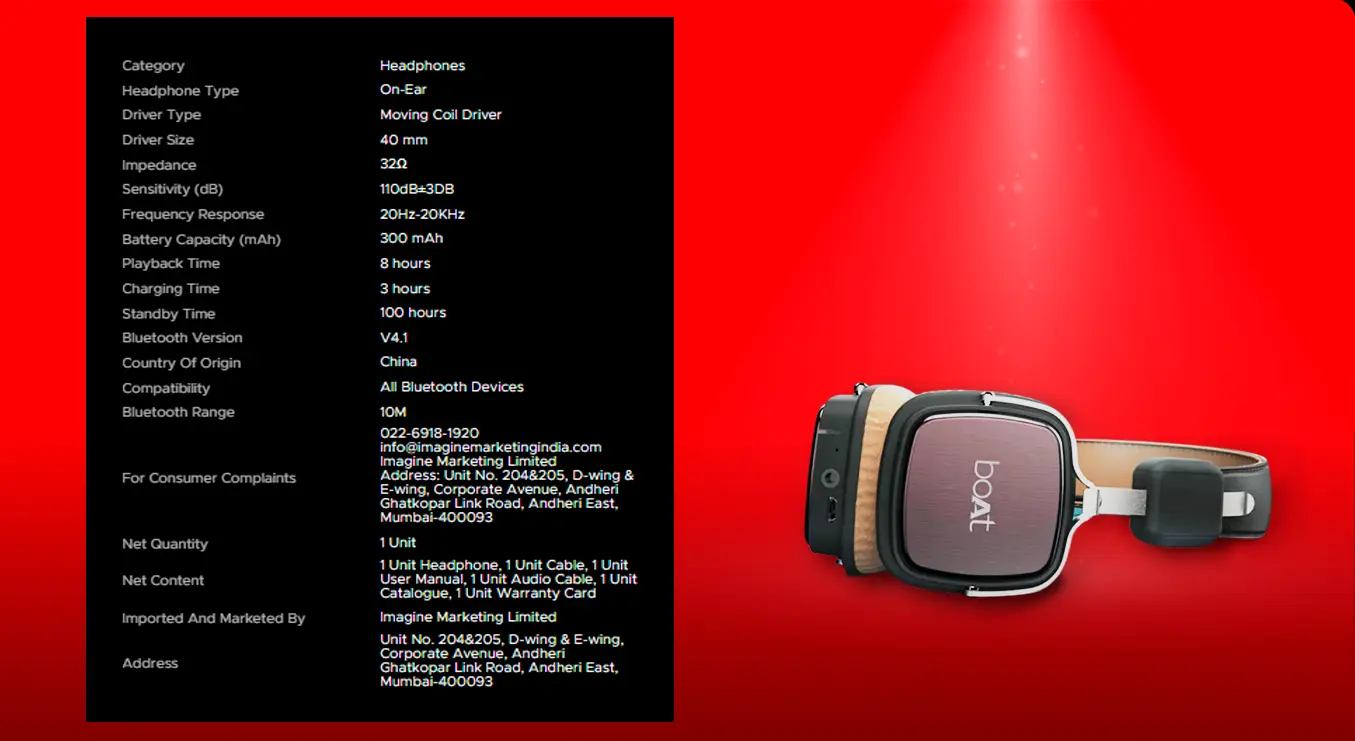 Category Headphones
Headphone Type On-Ear
Driver Type Moving Coil Driver
Driver Size 40 mm
Impedance 32Ω
Sensitivity (dB) 110dB±3DB
Frequency Response 20Hz-20KHz
Battery Capacity (mAh) 300 mAh
Playback Time 8 hours
Charging Time 3 hours
Standby Time 100 hours
Bluetooth Version V4.1
Country Of Origin China
Compatibility All Bluetooth Devices
Bluetooth Range 10M
For Consumer Complaints
022-6918-1920
info@imaginemarketingindia.com
Imagine Marketing Limited
Address: Unit No. 204&205, D-wing &
E-wing, Corporate Avenue, Andheri
Ghatkopar Link Road, Andheri East,
Mumbai-400093
Net Quantity 1 Unit
Net Content
1 Unit Headphone, 1 Unit Cable, 1 Unit
User Manual, 1 Unit Audio Cable, 1 Unit
Catalogue, 1 Unit Warranty Card
Imported And Marketed By Imagine Marketing Limited
Address
Unit No. 204&205, D-wing & E-wing,
Corporate Avenue, Andheri
Ghatkopar Link Road, Andheri East,
Mumbai-400093
boAt